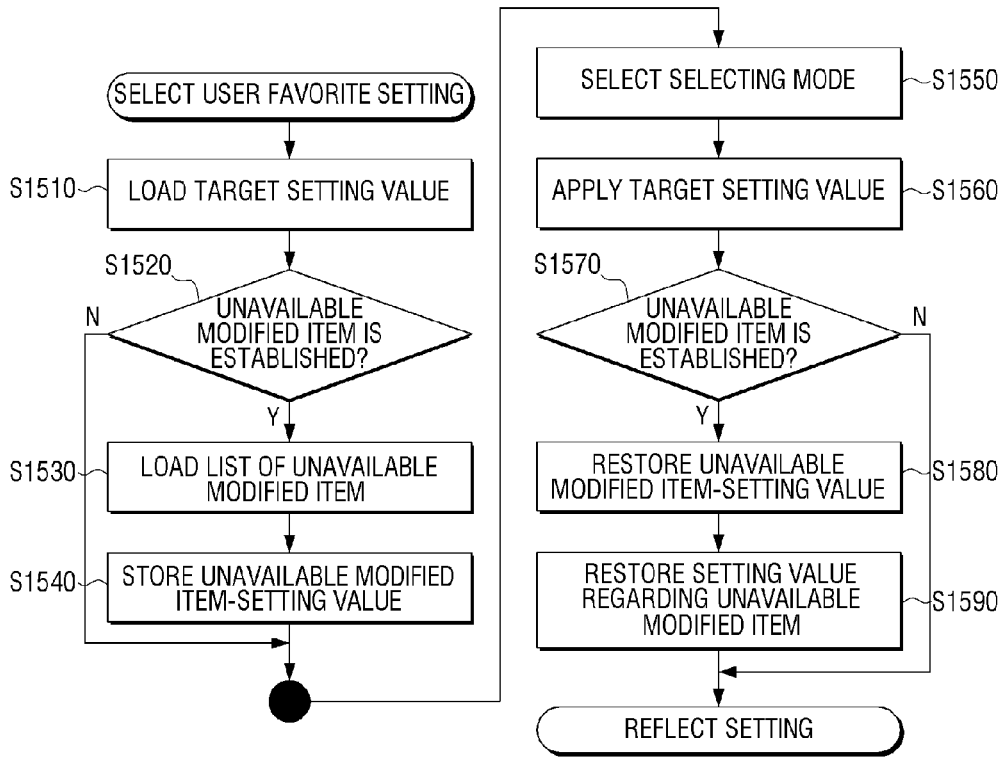 SELECT USER FAVORITE SETTING
S1510
LOAD TARGET SETTING VALUE
S1520
UNAVAILABLE
MODIFIED ITEM IS
ESTABLISHED?
N
Y
S1530
LOAD LIST OF UNAVAILABLE
MODIFIED ITEM
S1540
STORE UNAVAILABLE MODIFIED
ITEM-SETTING VALUE
SELECT SELECTING MODE
S1550
APPLY TARGET SETTING VALUE
S1560
S1570
UNAVAILABLE
MODIFIED ITEM IS
ESTABLISHED?
N
Y
RESTORE UNAVAILABLE
MODIFIED ITEM-SETTING VALUE
S1580
RESTORE SETTING VALUE
REGARDING UNAVAILABLE
MODIFIED ITEM
S1590
REFLECT SETTING